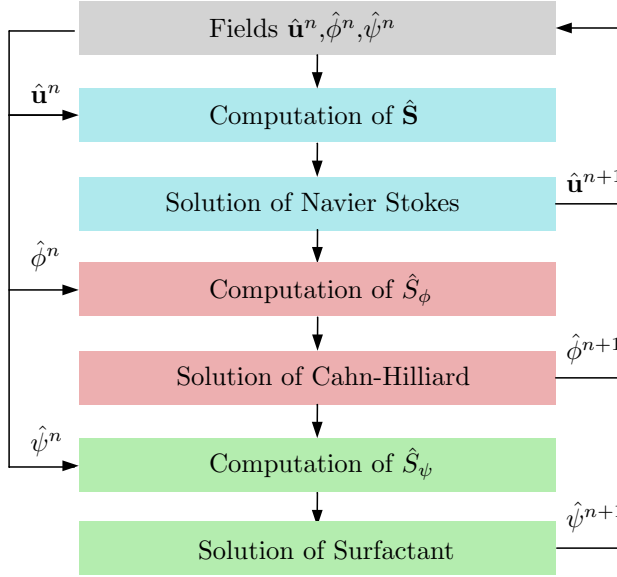 Fields û^n,ϕ̂^n,ψ̂^n
û^n
Computation of Ŝ
Solution of Navier Stokes
û^{n+1}
ϕ̂^n
Computation of Ŝ_ϕ
Solution of Cahn-Hilliard
ϕ̂^{n+1}
ψ̂^n
Computation of Ŝ_ψ
Solution of Surfactant
ψ̂^{n+1}